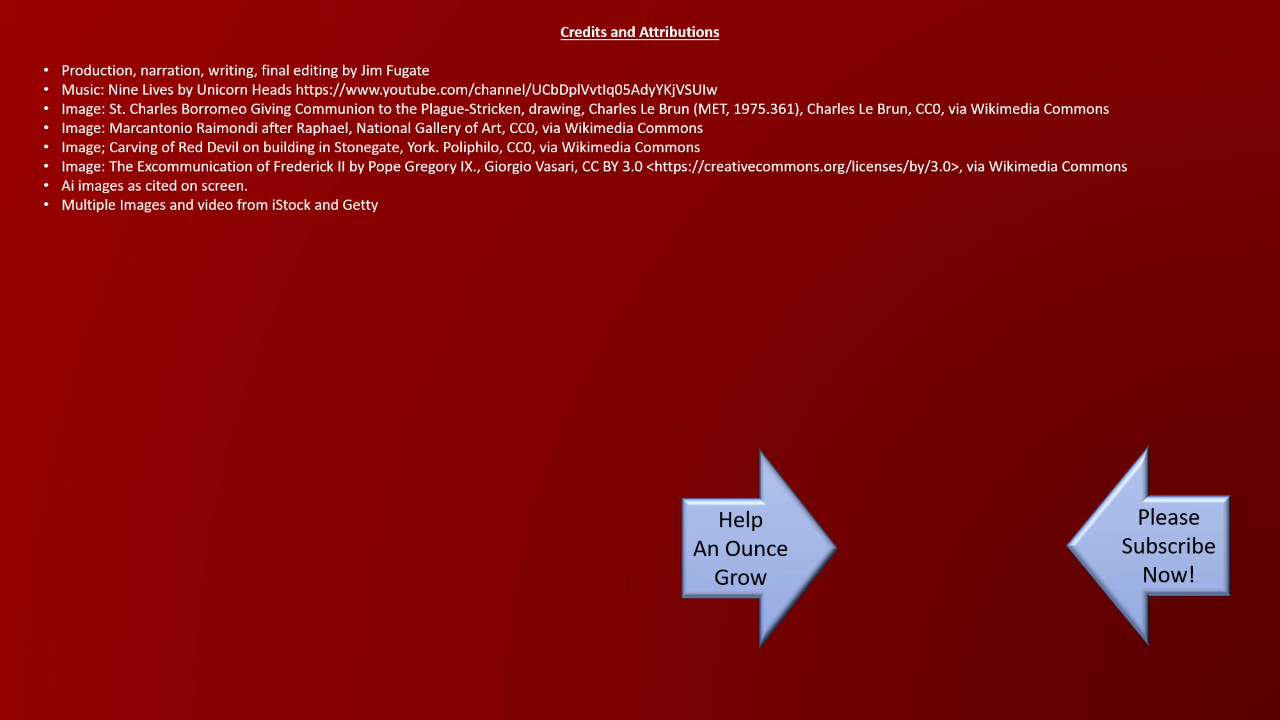 Credits and Attributions
• Production, narration, writing, final editing by Jim Fugate
• Music: Nine Lives by Unicorn Heads https://www.youtube.com/channel/UCbDplVvtIq05AdyYKjVSUIw
• Image: St. Charles Borromeo Giving Communion to the Plague-Stricken, drawing, Charles Le Brun (MET, 1975.361), Charles Le Brun, CC0, via Wikimedia Commons
• Image: Marcantonio Raimondi after Raphael, National Gallery of Art, CC0, via Wikimedia Commons
• Image; Carving of Red Devil on building in Stonegate, York. Poliphilo, CC0, via Wikimedia Commons
• Image: The Excommunication of Frederick II by Pope Gregory IX., Giorgio Vasari, CC BY 3.0 <https://creativecommons.org/licenses/by/3.0>, via Wikimedia Commons
• Ai images as cited on screen.
• Multiple Images and video from iStock and Getty
Help
An Ounce
Grow
Please
Subscribe
Now!